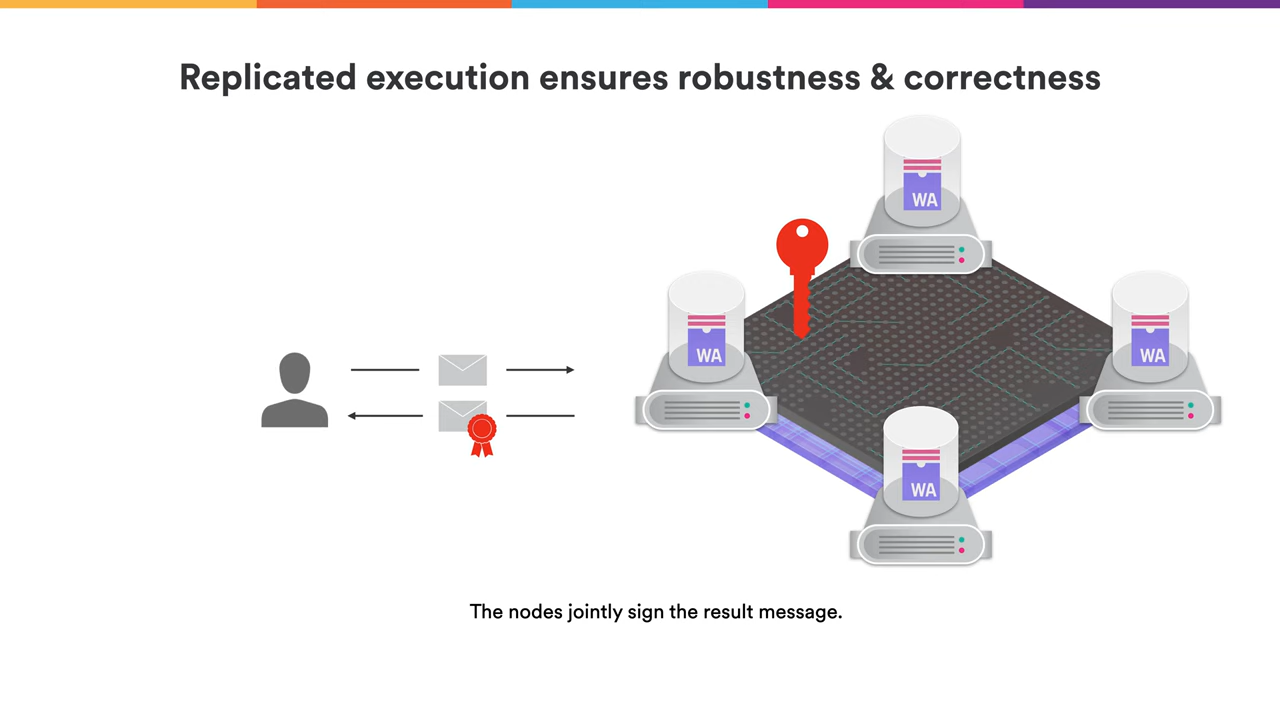 Replicated execution ensures robustness & correctness
WA
WA
WA
WA
The nodes jointly sign the result message.